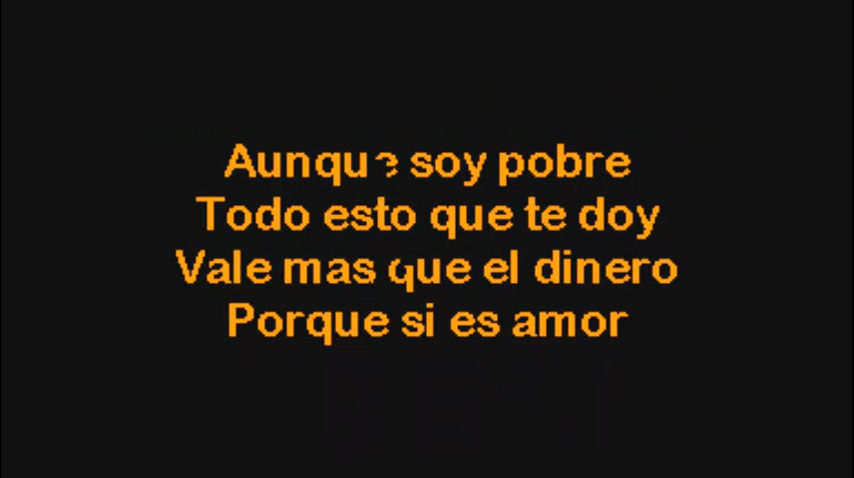 Aunque soy pobre
Todo esto que te doy
Vale mas que el dinero
Porque si es amor